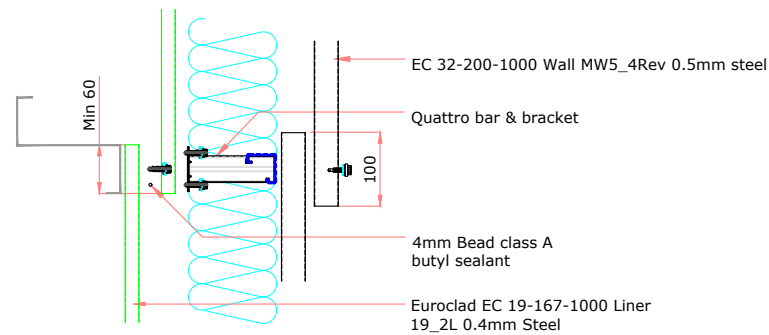 EC 32-200-1000 Wall MW5_4Rev 0.5mm steel
Min 60
Quattro bar & bracket
100
4mm Bead class A
butyl sealant
Euroclad EC 19-167-1000 Liner
19_2L 0.4mm Steel